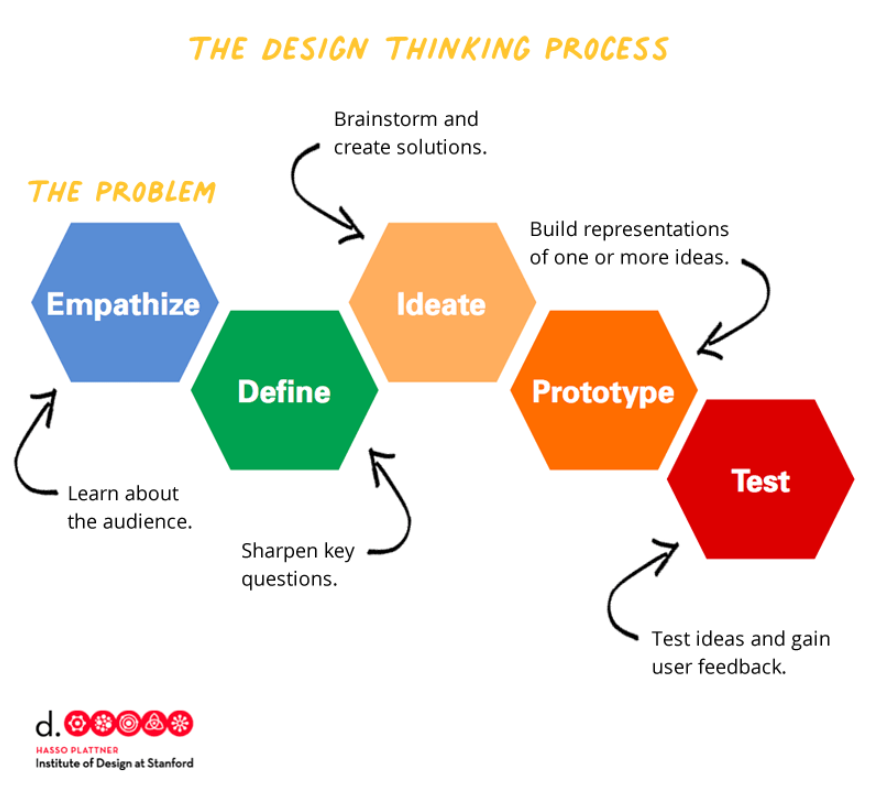 THE DESIGN THINKING PROCESS
Brainstorm and
create solutions.
THE PROBLEM
Build representations
of one or more ideas.
Empathize
Ideate
Define
Prototype
Test
Learn about
the audience.
Sharpen key
questions.
Test ideas and gain
user feedback.
d.
HASSO PLATTNER
Institute of Design at Stanford